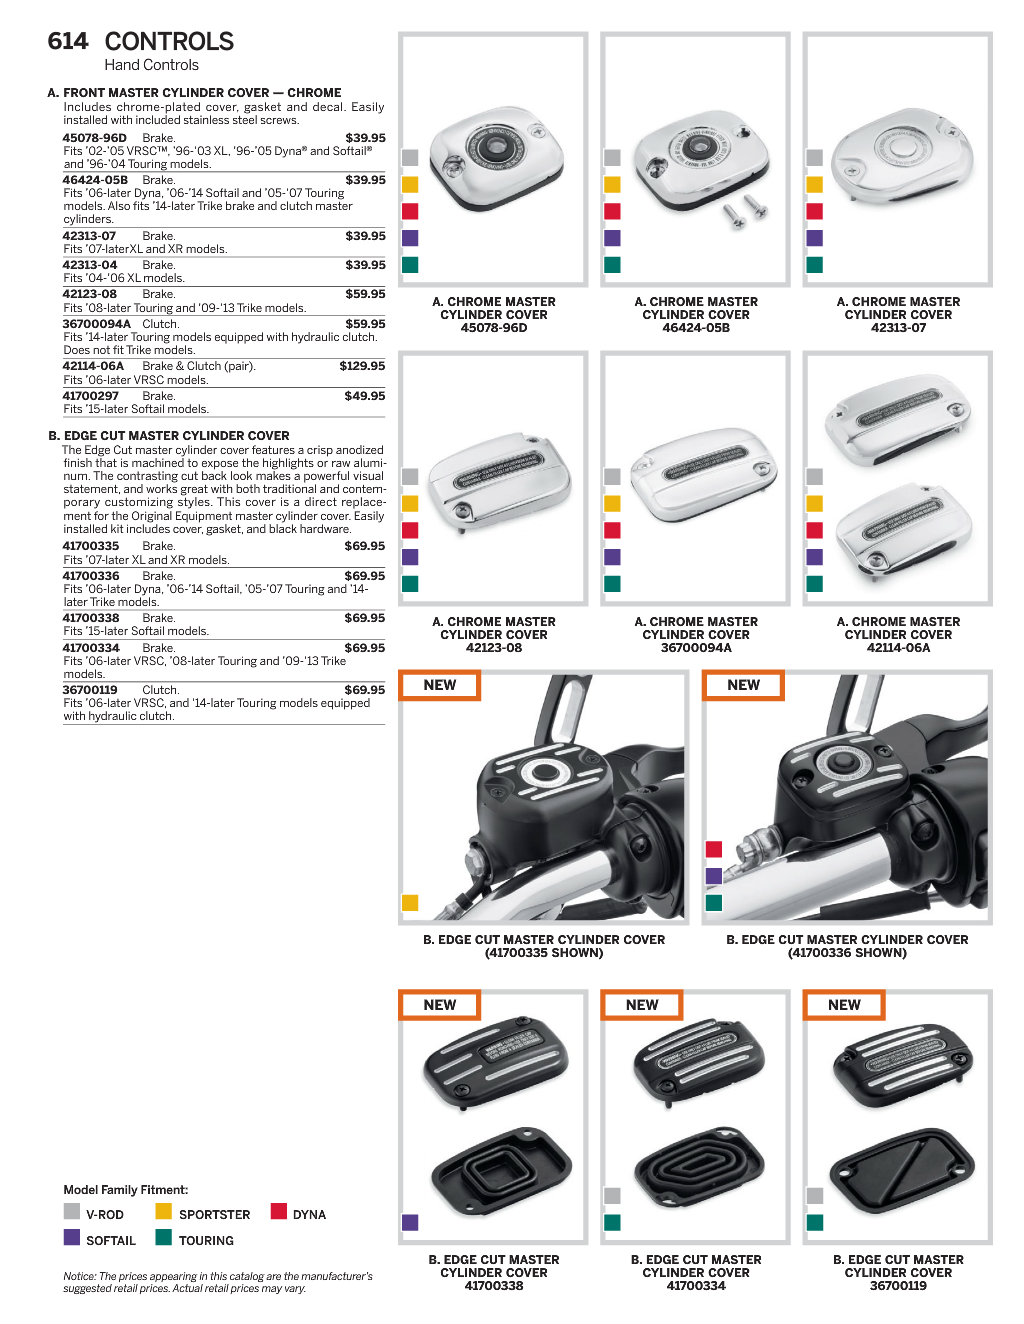 614 CONTROLS
Hand Controls
A. FRONT MASTER CYLINDER COVER — CHROME
Includes chrome-plated cover, gasket and decal. Easily
installed with included stainless steel screws.
45078-96D Brake. $39.95
Fits ’02-’05 VRSC™, ’96-’03 XL, ’96-’05 Dyna® and Softail®
and ’96-’04 Touring models.
46424-05B Brake. $39.95
Fits ’06-later Dyna, ’06-’14 Softail and ’05-’07 Touring
models. Also fits ’14-later Trike brake and clutch master
cylinders.
42313-07 Brake. $39.95
Fits ’07-laterXL and XR models.
42313-04 Brake. $39.95
Fits ’04-’06 XL models.
42123-08 Brake. $59.95
Fits ’08-later Touring and ’09-’13 Trike models.
36700094A Clutch. $59.95
Fits ’14-later Touring models equipped with hydraulic clutch.
Does not fit Trike models.
42114-06A Brake & Clutch (pair). $129.95
Fits ’06-later VRSC models.
41700297 Brake. $49.95
Fits ’15-later Softail models.
B. EDGE CUT MASTER CYLINDER COVER
The Edge Cut master cylinder cover features a crisp anodized
finish that is machined to expose the highlights or raw alumi-
num. The contrasting cut back look makes a powerful visual
statement, and works great with both traditional and contem-
porary customizing styles. This cover is a direct replace-
ment for the Original Equipment master cylinder cover. Easily
installed kit includes cover, gasket, and black hardware.
41700335 Brake. $69.95
Fits ’07-later XL and XR models.
41700336 Brake. $69.95
Fits ’06-later Dyna, ’06-’14 Softail, ’05-’07 Touring and ’14-
later Trike models.
41700338 Brake. $69.95
Fits ’15-later Softail models.
41700334 Brake. $69.95
Fits ’06-later VRSC, ’08-later Touring and ’09-’13 Trike
models.
36700119 Clutch. $69.95
Fits ’06-later VRSC, and ’14-later Touring models equipped
with hydraulic clutch.
A. CHROME MASTER
CYLINDER COVER
45078-96D
A. CHROME MASTER
CYLINDER COVER
46424-05B
A. CHROME MASTER
CYLINDER COVER
42313-07
A. CHROME MASTER
CYLINDER COVER
42123-08
A. CHROME MASTER
CYLINDER COVER
36700094A
A. CHROME MASTER
CYLINDER COVER
42114-06A
NEW
B. EDGE CUT MASTER CYLINDER COVER
(41700335 SHOWN)
NEW
B. EDGE CUT MASTER CYLINDER COVER
(41700336 SHOWN)
NEW
B. EDGE CUT MASTER
CYLINDER COVER
41700338
NEW
B. EDGE CUT MASTER
CYLINDER COVER
41700334
NEW
B. EDGE CUT MASTER
CYLINDER COVER
36700119
Model Family Fitment:
V-ROD SPORTSTER DYNA
SOFTAIL TOURING
Notice: The prices appearing in this catalog are the manufacturer’s
suggested retail prices. Actual retail prices may vary.